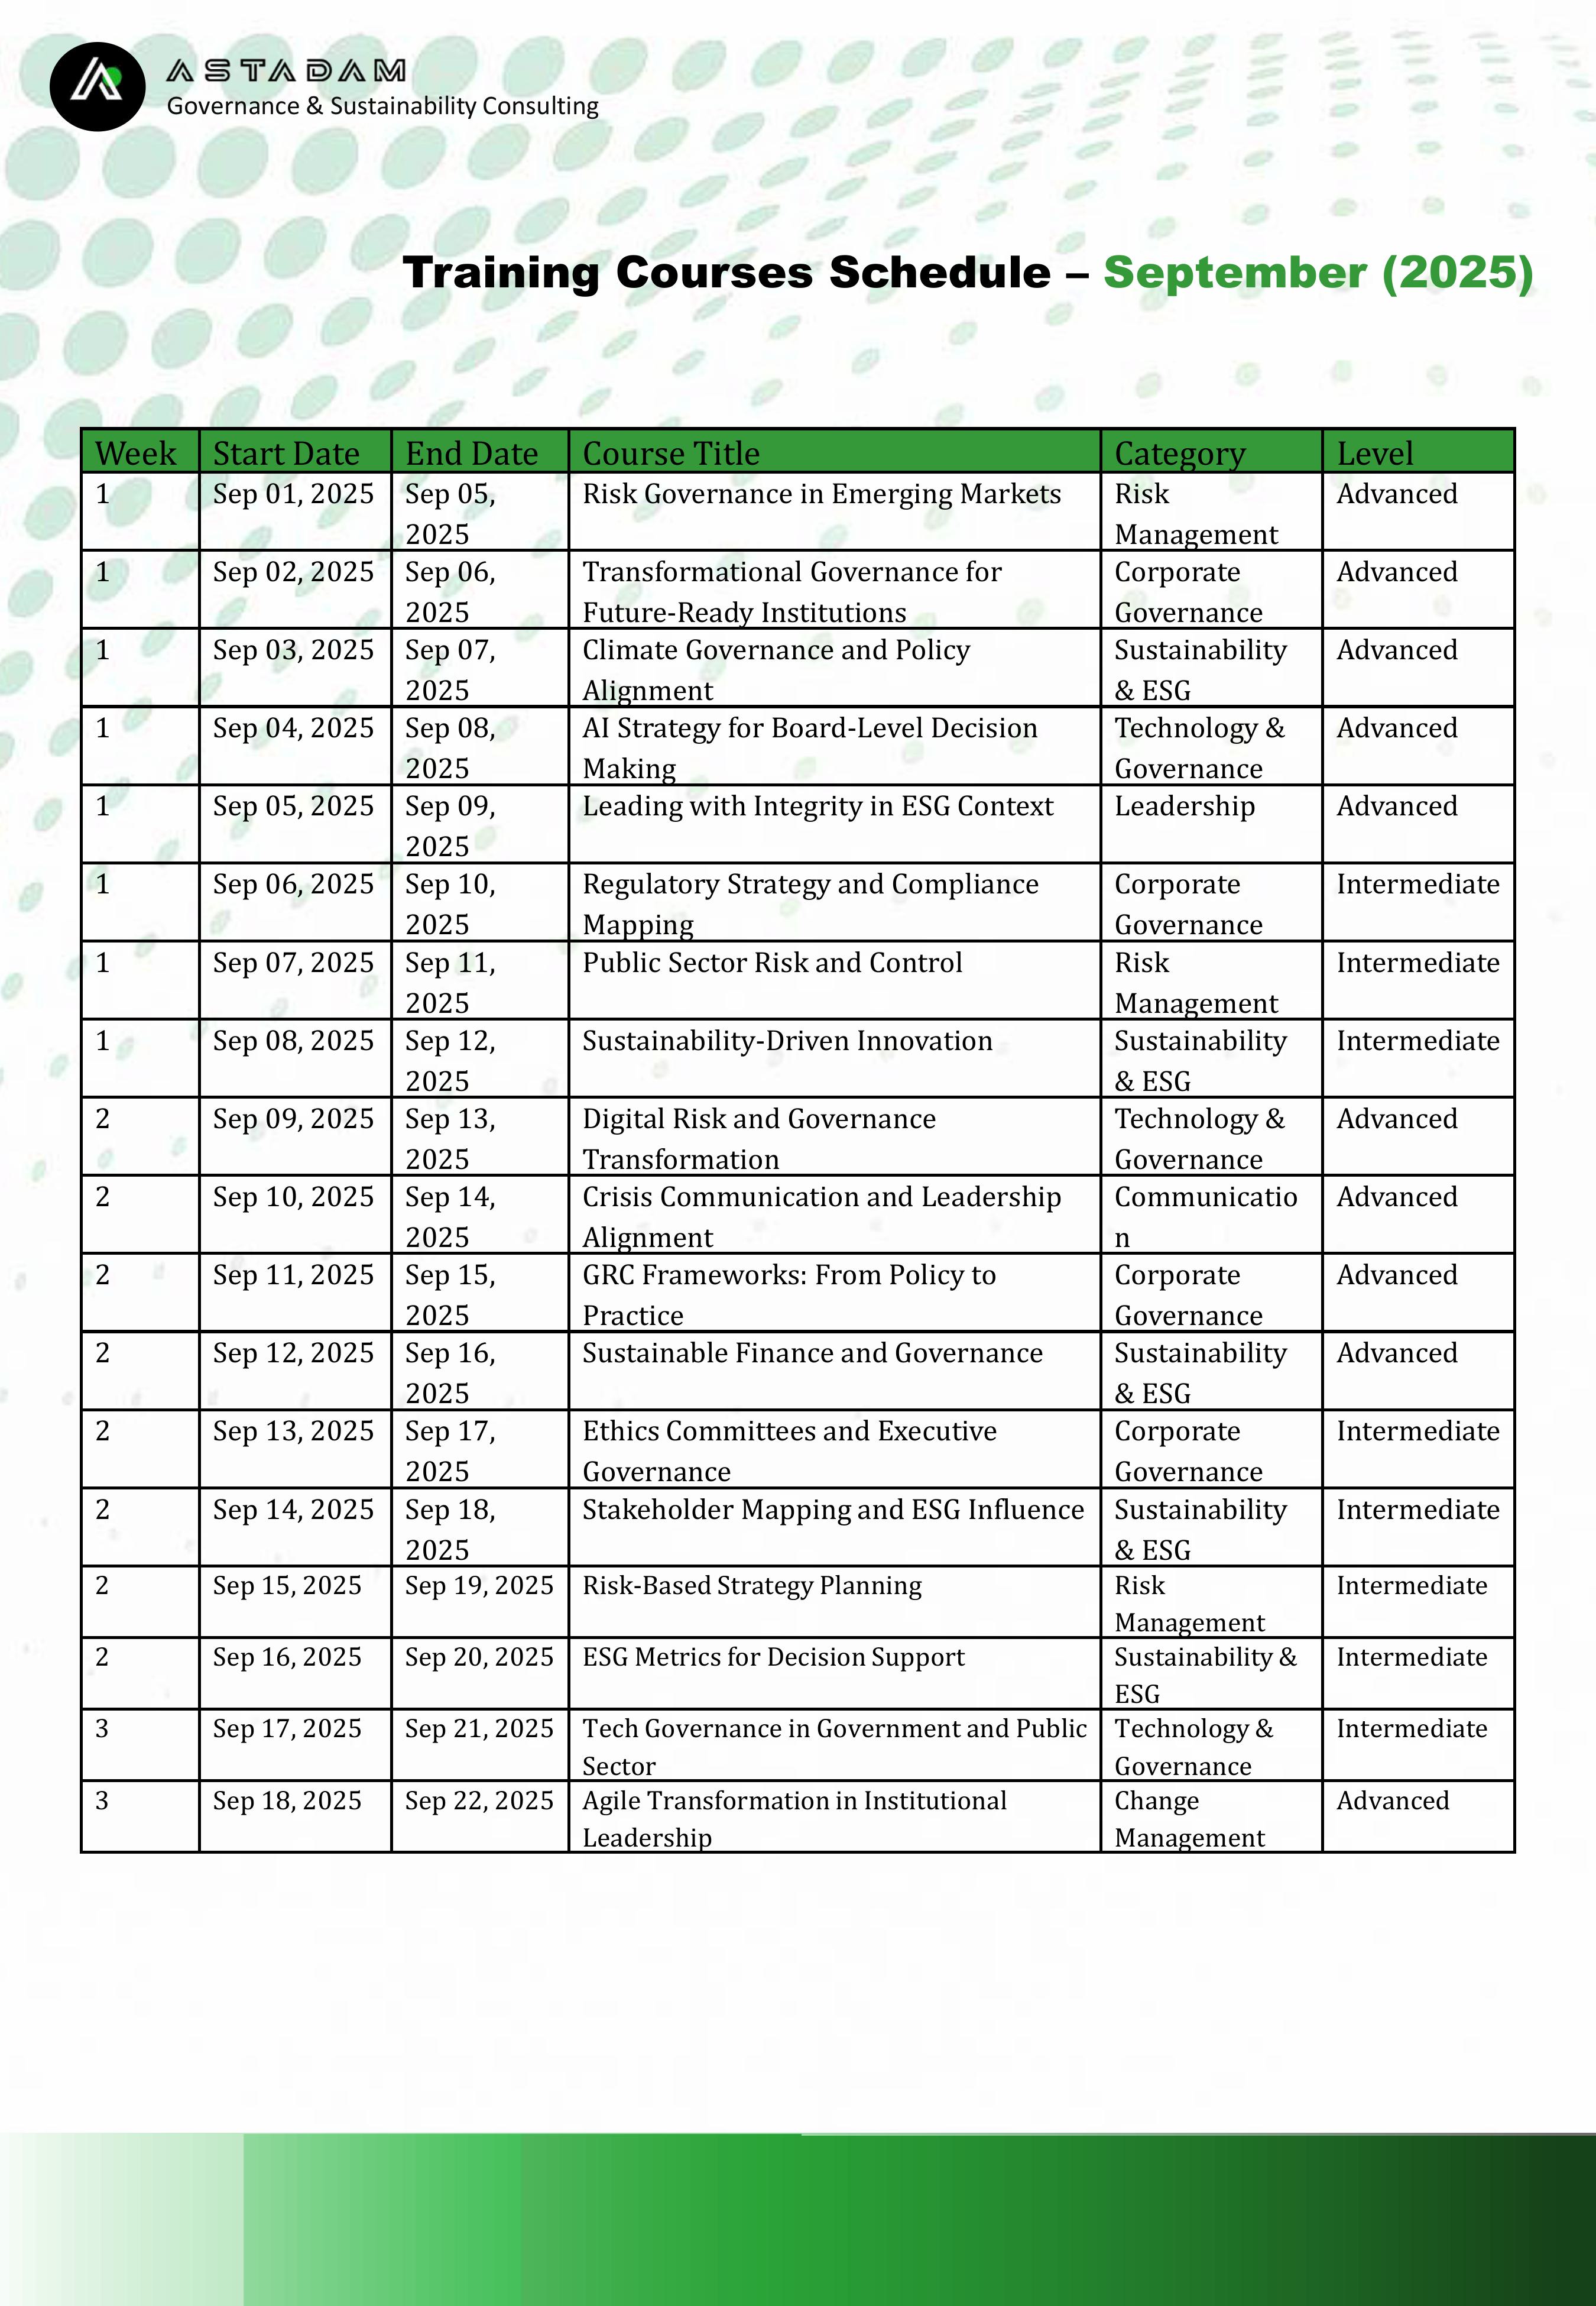 ASTADAM
Governance & Sustainability Consulting
Training Courses Schedule – September (2025)
Week Start Date End Date Course Title Category Level
1 Sep 01, 2025 Sep 05, 2025 Risk Governance in Emerging Markets Risk Management Advanced
1 Sep 02, 2025 Sep 06, 2025 Transformational Governance for Future-Ready Institutions Corporate Governance Advanced
1 Sep 03, 2025 Sep 07, 2025 Climate Governance and Policy Alignment Sustainability & ESG Advanced
1 Sep 04, 2025 Sep 08, 2025 AI Strategy for Board-Level Decision Making Technology & Governance Advanced
1 Sep 05, 2025 Sep 09, 2025 Leading with Integrity in ESG Context Leadership Advanced
1 Sep 06, 2025 Sep 10, 2025 Regulatory Strategy and Compliance Mapping Corporate Governance Intermediate
1 Sep 07, 2025 Sep 11, 2025 Public Sector Risk and Control Risk Management Intermediate
1 Sep 08, 2025 Sep 12, 2025 Sustainability-Driven Innovation Sustainability & ESG Intermediate
2 Sep 09, 2025 Sep 13, 2025 Digital Risk and Governance Transformation Technology & Governance Advanced
2 Sep 10, 2025 Sep 14, 2025 Crisis Communication and Leadership Alignment Communication Advanced
2 Sep 11, 2025 Sep 15, 2025 GRC Frameworks: From Policy to Practice Corporate Governance Advanced
2 Sep 12, 2025 Sep 16, 2025 Sustainable Finance and Governance Sustainability & ESG Advanced
2 Sep 13, 2025 Sep 17, 2025 Ethics Committees and Executive Governance Corporate Governance Intermediate
2 Sep 14, 2025 Sep 18, 2025 Stakeholder Mapping and ESG Influence Sustainability & ESG Intermediate
2 Sep 15, 2025 Sep 19, 2025 Risk-Based Strategy Planning Risk Management Intermediate
2 Sep 16, 2025 Sep 20, 2025 ESG Metrics for Decision Support Sustainability & ESG Intermediate
3 Sep 17, 2025 Sep 21, 2025 Tech Governance in Government and Public Sector Technology & Governance Intermediate
3 Sep 18, 2025 Sep 22, 2025 Agile Transformation in Institutional Leadership Change Management Advanced